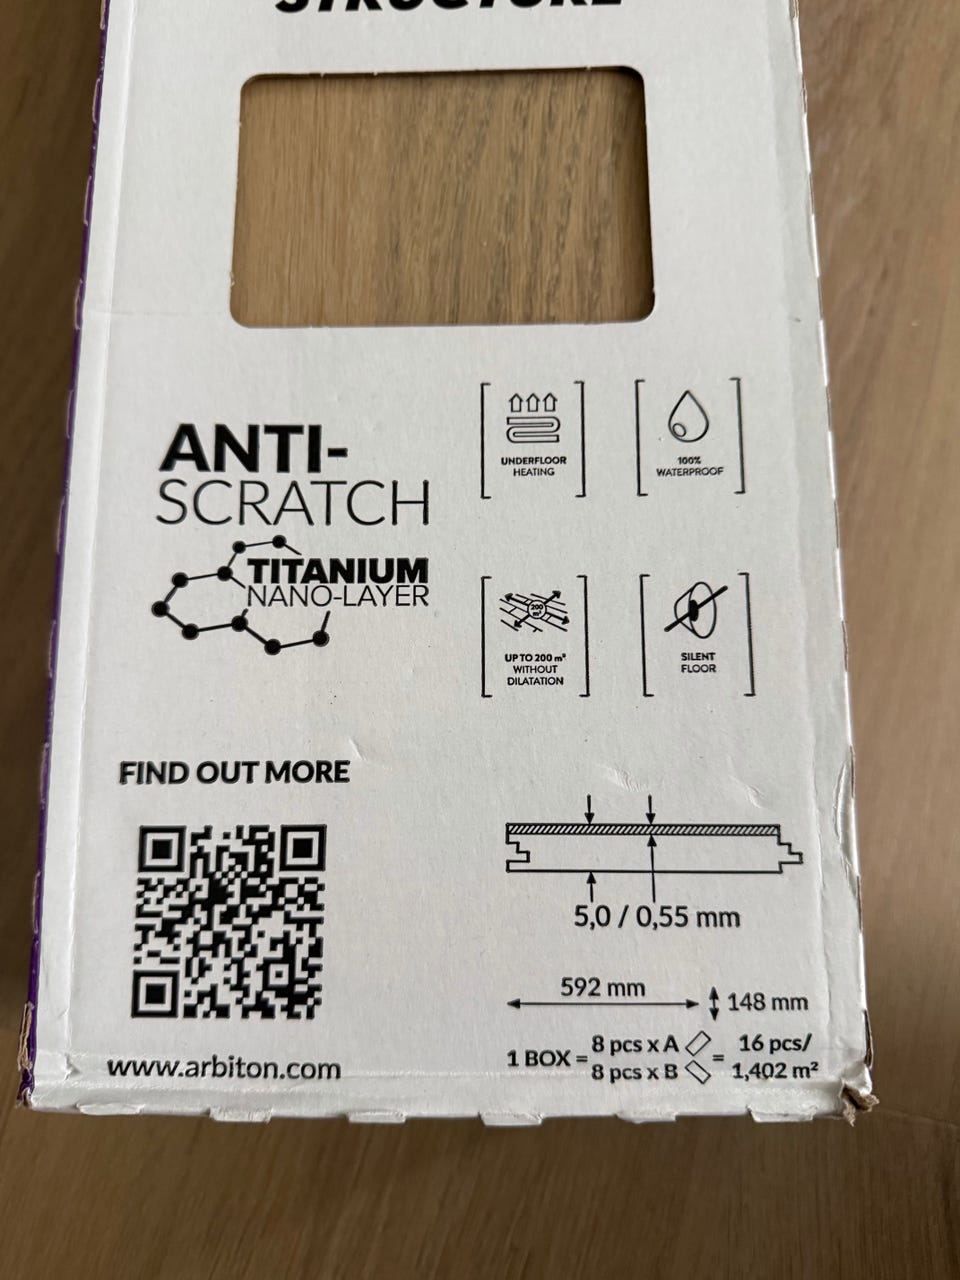 STRUCTURE
ANTI-
SCRATCH
TITANIUM
NANO-LAYER
UNDERFLOOR
HEATING
100%
WATERPROOF
200
m²
UP TO 200 m²
WITHOUT
DILATATION
SILENT
FLOOR
FIND OUT MORE
www.arbiton.com
5,0 / 0,55 mm
592 mm
148 mm
1 BOX = 8 pcs x A = 16 pcs/
8 pcs x B 1,402 m²